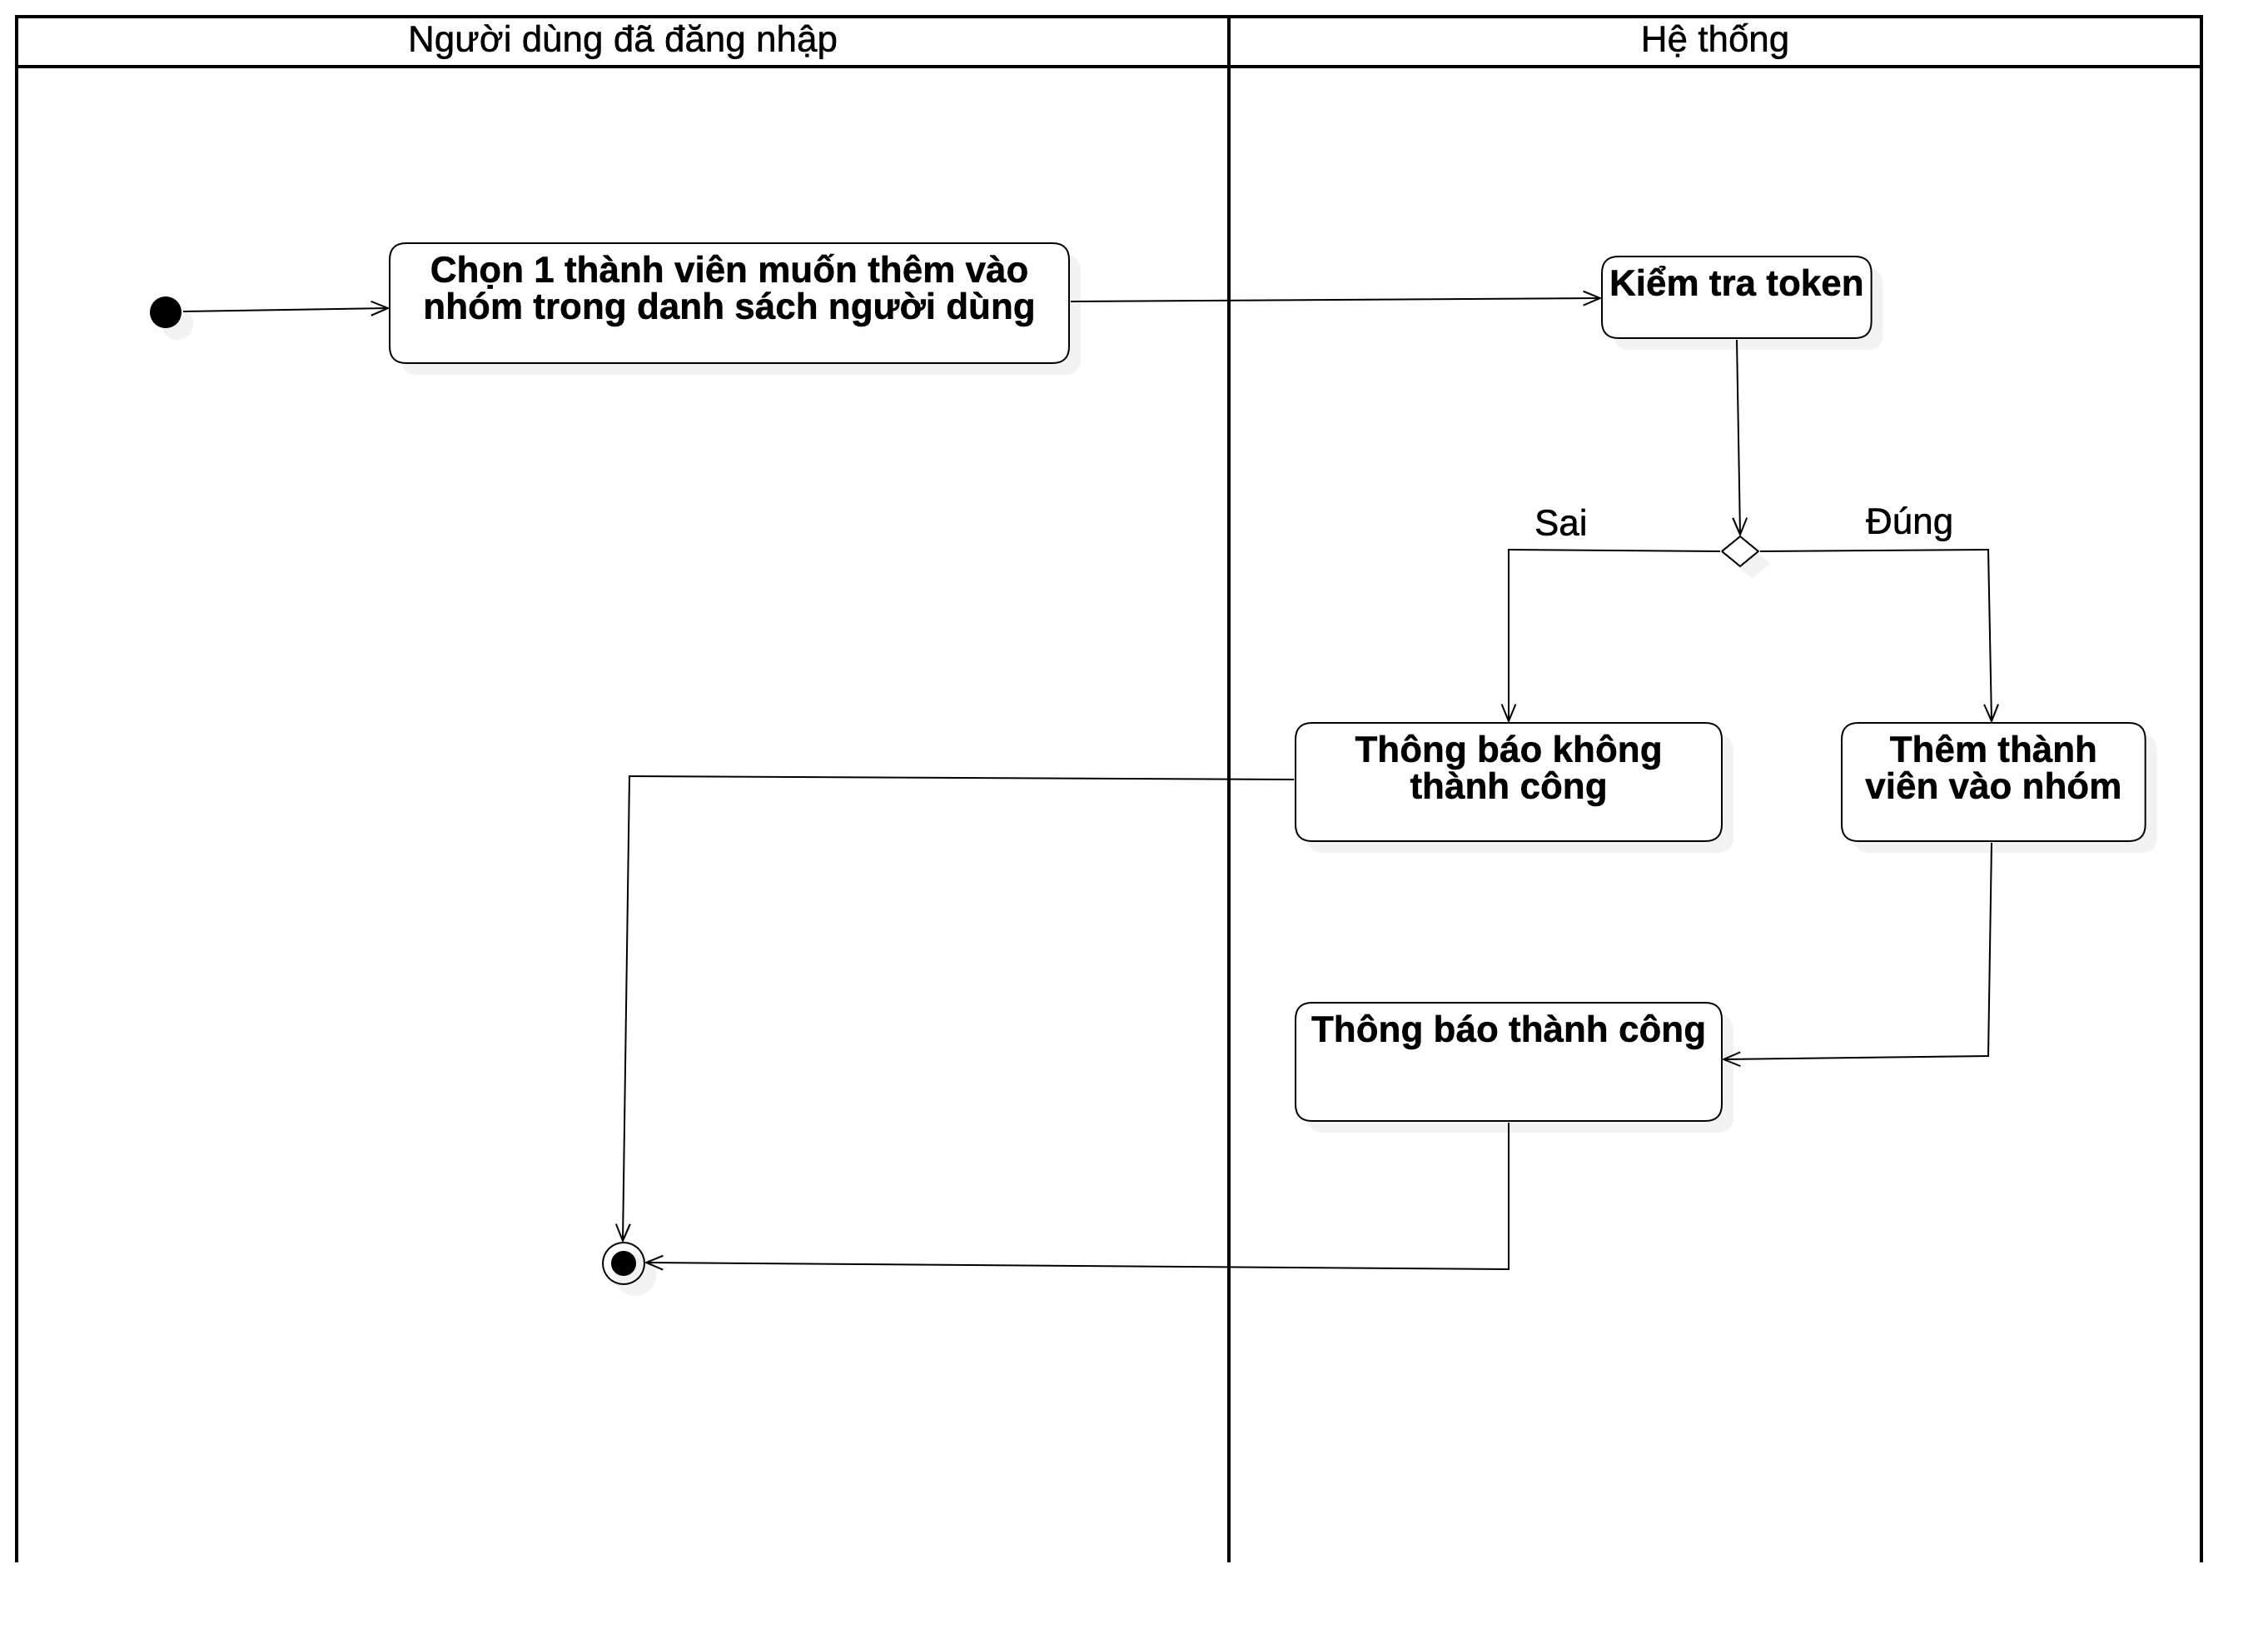 Người dùng đã đăng nhập
Hệ thống
Chọn 1 thành viên muốn thêm vào
nhóm trong danh sách người dùng
Kiểm tra token
Sai
Đúng
Thông báo không
thành công
Thêm thành
viên vào nhóm
Thông báo thành công